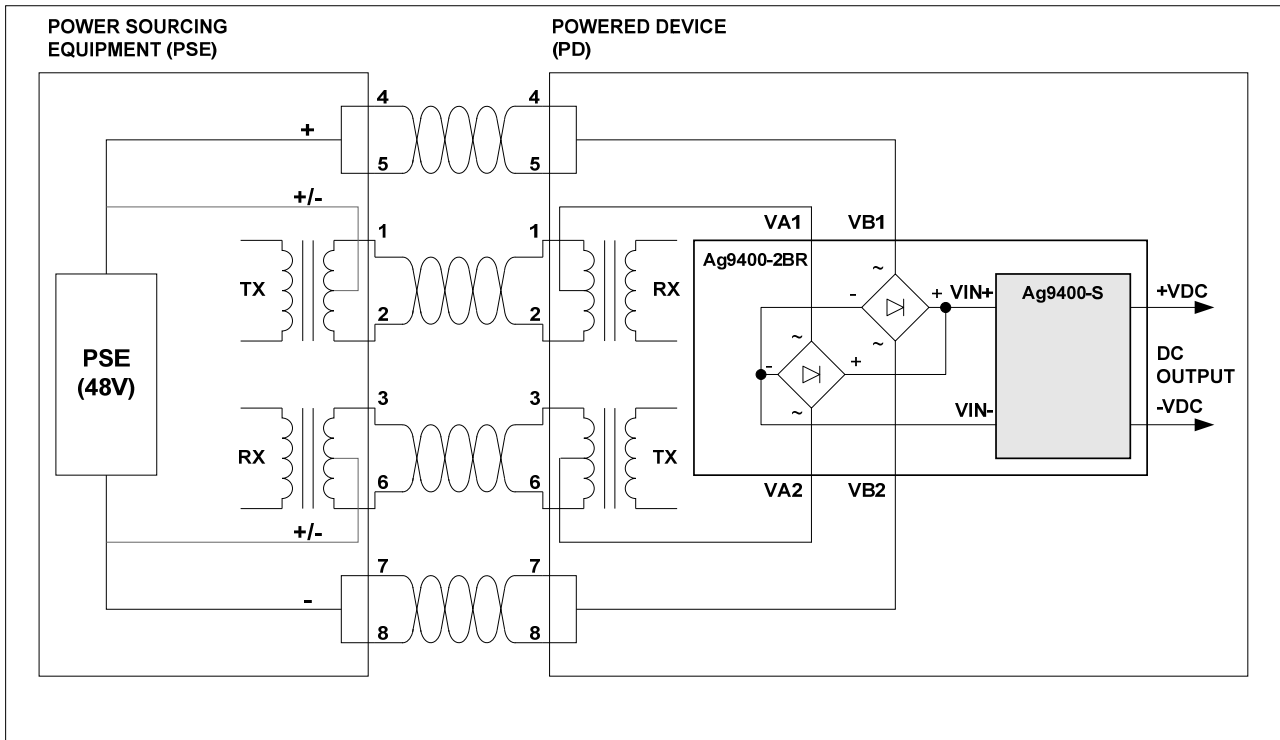 POWER SOURCING
EQUIPMENT (PSE)
POWERED DEVICE
(PD)
4
4
+
5
5
+/-
1
1
VA1
VB1
Ag9400-2BR
~
TX
RX
-
+
VIN+
Ag9400-S
+VDC
2
2
~
~
PSE
(48V)
-
+
DC
OUTPUT
3
3
~
VIN-
-VDC
RX
TX
6
6
VA2
VB2
+/-
7
7
-
8
8